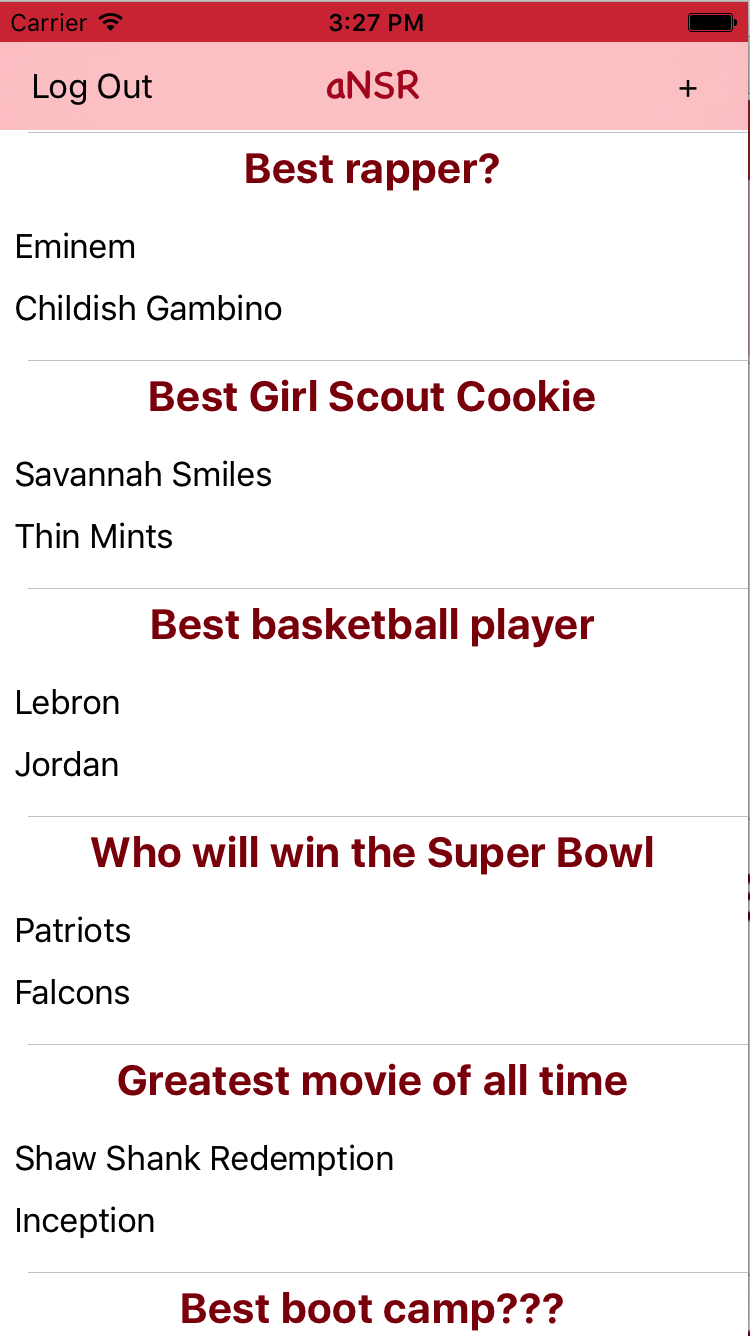 Carrier 3:27 PM
Log Out aNSR +
Best rapper?
Eminem
Childish Gambino
Best Girl Scout Cookie
Savannah Smiles
Thin Mints
Best basketball player
Lebron
Jordan
Who will win the Super Bowl
Patriots
Falcons
Greatest movie of all time
Shaw Shank Redemption
Inception
Best boot camp???